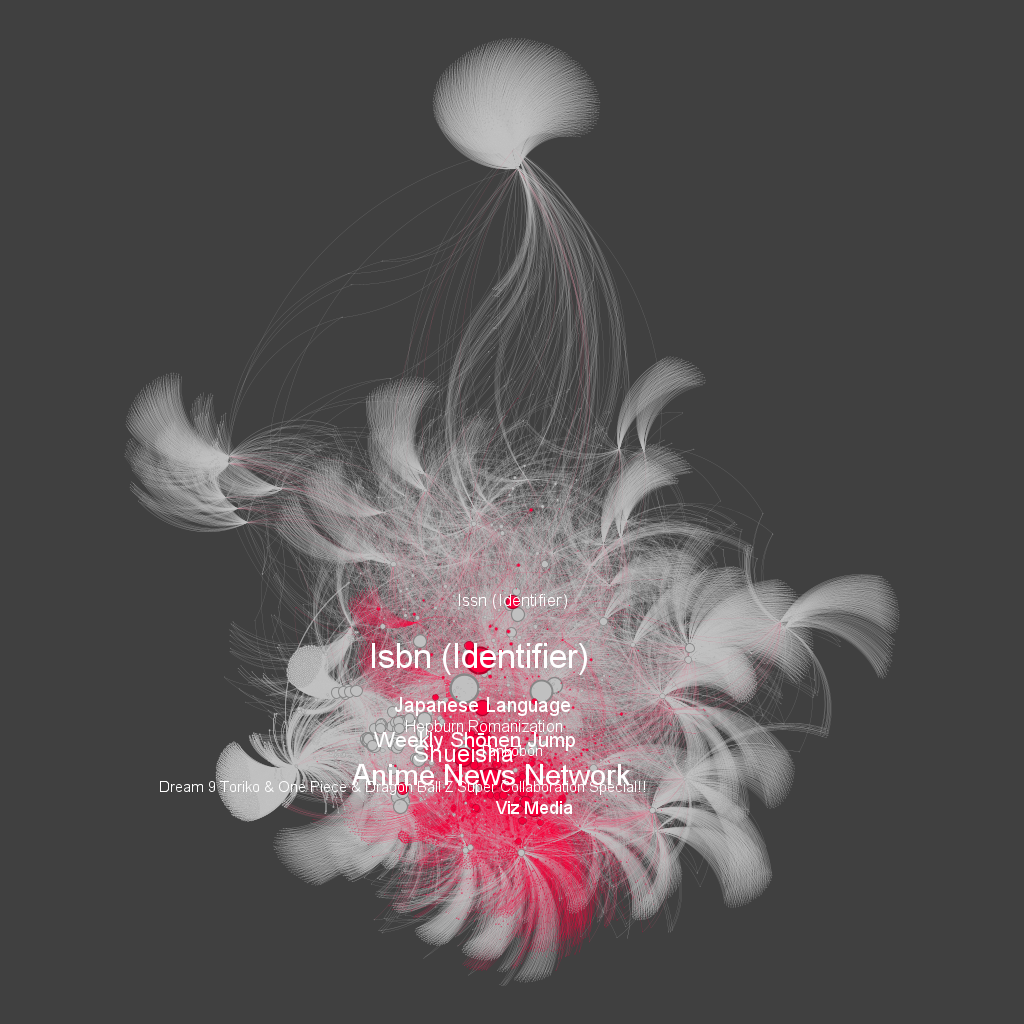 Issn (Identifier)
Isbn (Identifier)
Japanese Language
Hepburn Romanization
Weekly Shōnen Jump
Shueisha
Anime News Network
Dream 9 Toriko & One Piece & Dragon Ball Z Super Collaboration Special!!
Viz Media